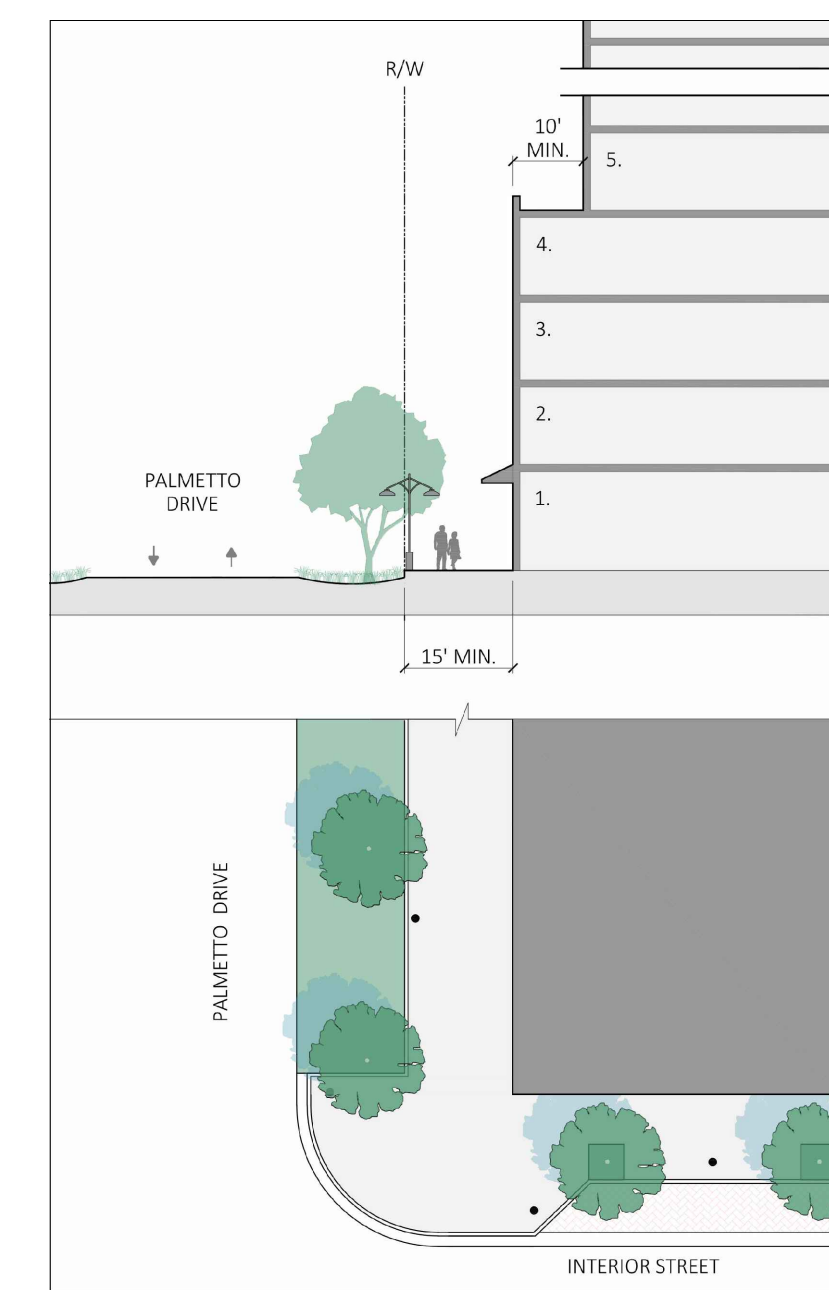 R/W
10'
MIN.
5.
4.
3.
2.
1.
PALMETTO
DRIVE
15' MIN.
PALMETTO DRIVE
INTERIOR STREET